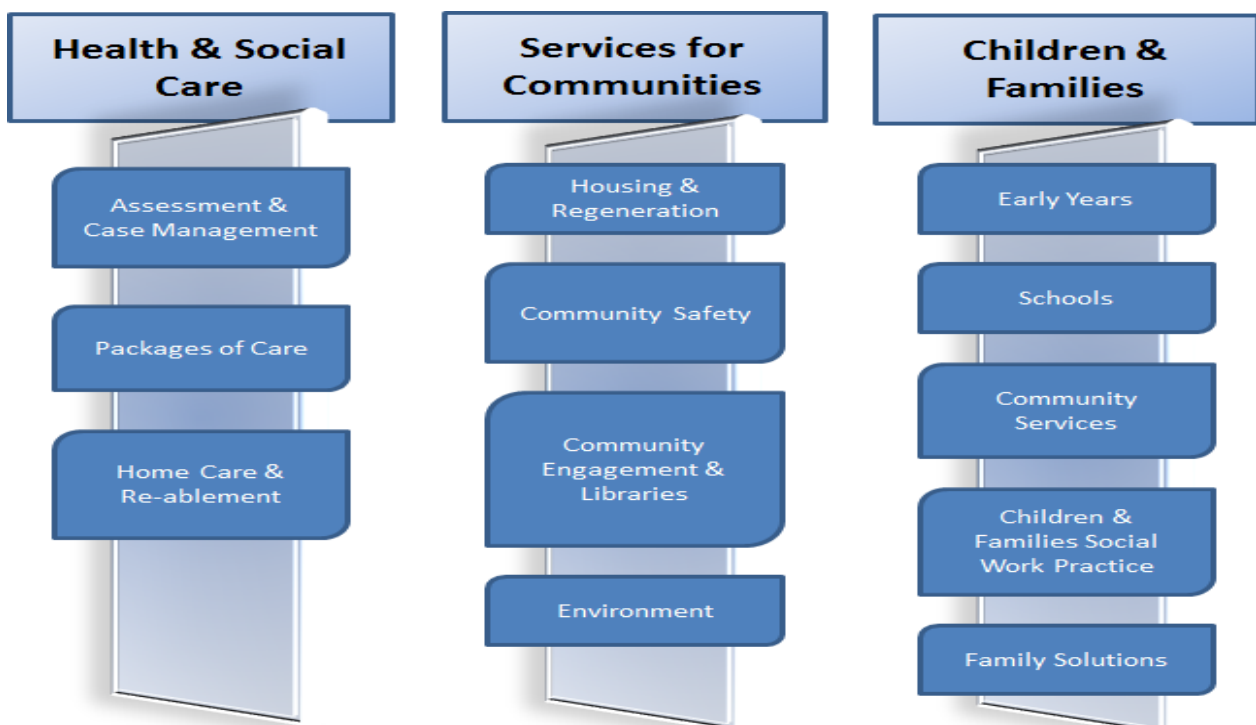 Health & Social
Care
Assessment &
Case Management
Packages of Care
Home Care &
Re-ablement
Services for
Communities
Housing &
Regeneration
Community Safety
Community
Engagement &
Libraries
Environment
Children &
Families
Early Years
Schools
Community
Services
Children &
Families Social
Work Practice
Family Solutions